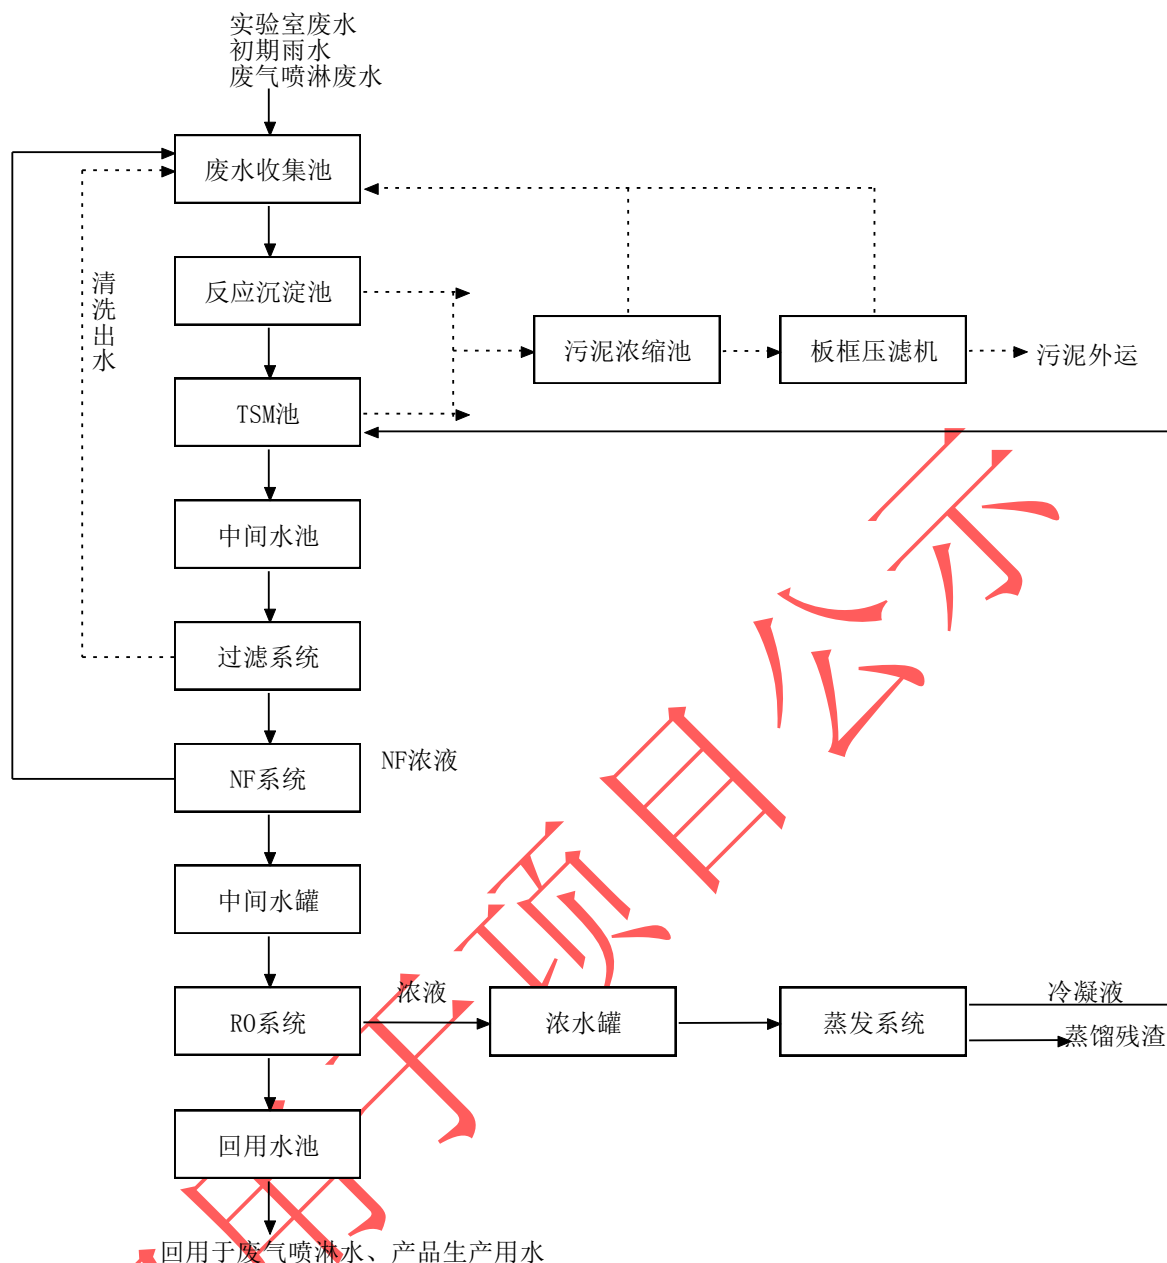 实验室废水
初期雨水
废气喷淋废水
废水收集池
清洗出水
反应沉淀池
污泥浓缩池
板框压滤机
污泥外运
TSM池
中间水池
过滤系统
NF系统
NF浓液
中间水罐
RO系统
浓液
浓水罐
蒸发系统
冷凝液
蒸馏残渣
回用水池
回用于废气喷淋水、产品生产用水
用于项目公示